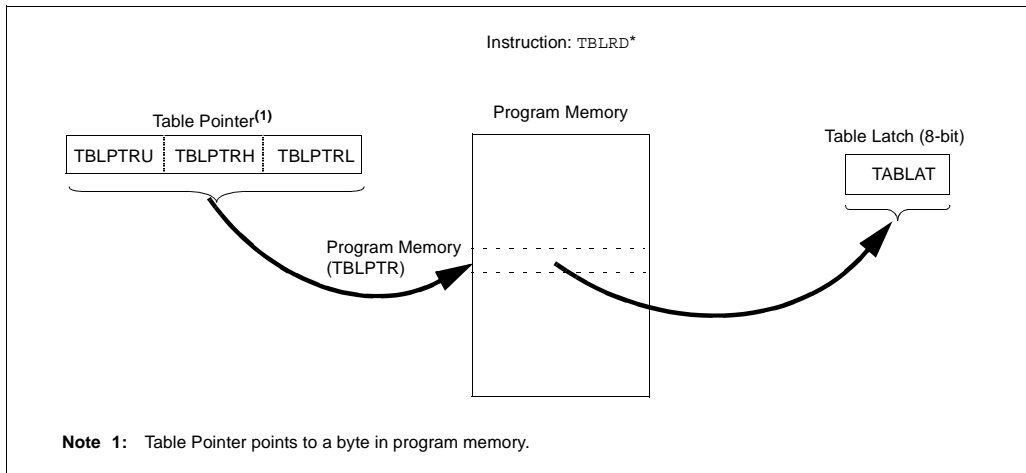 Instruction: TBLRD*
Table Pointer(1)
Program Memory
Table Latch (8-bit)
TBLPTRU TBLPTRH TBLPTRL
TABLAT
Program Memory
(TBLPTR)
Note 1: Table Pointer points to a byte in program memory.